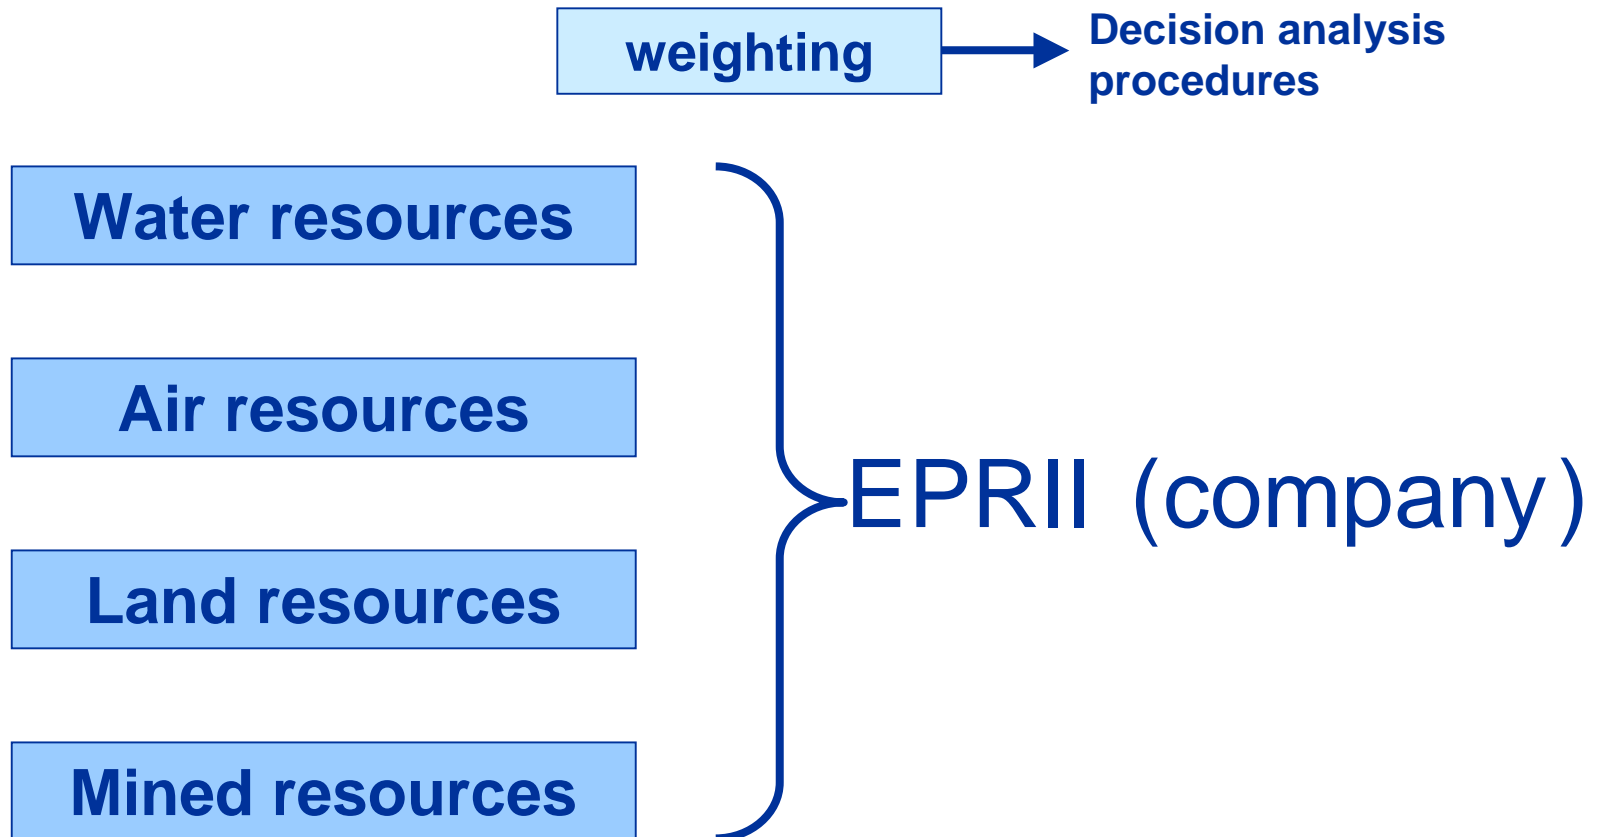 weighting
Decision analysis
procedures
Water resources
Air resources
Land resources
Mined resources
EPRII (company)